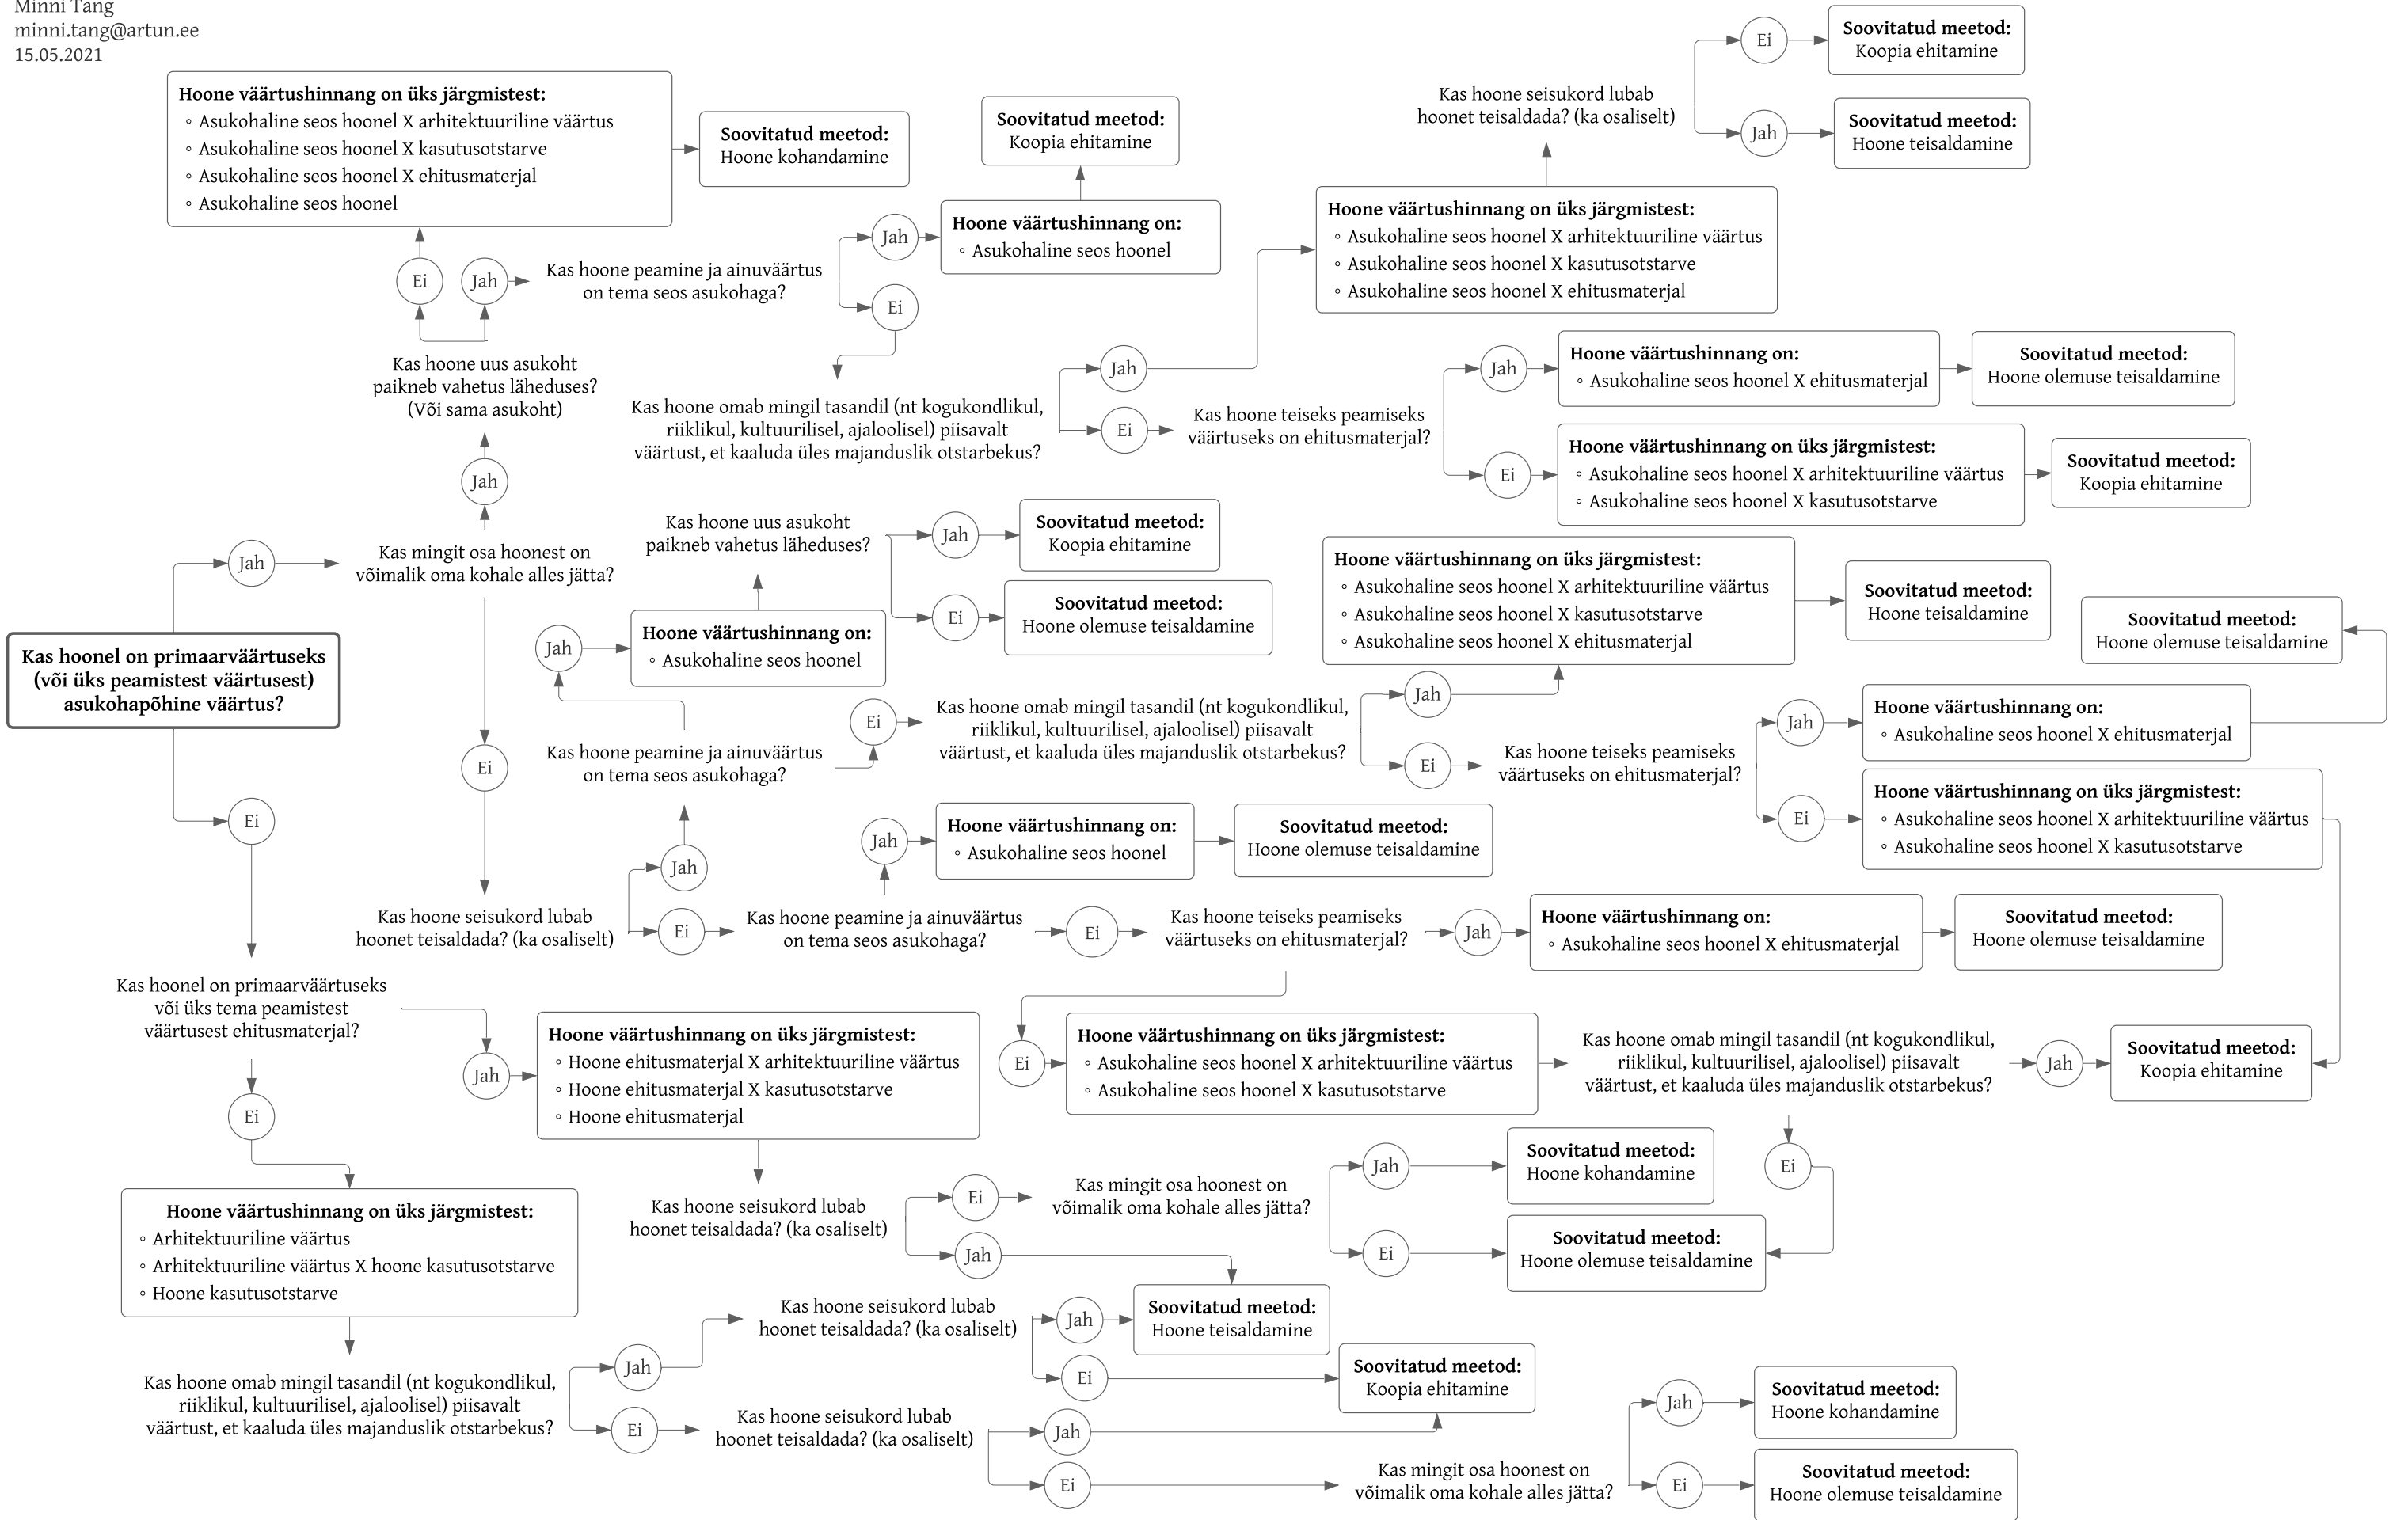 Minni Tang
minni.tang@artun.ee
15.05.2021
Kas hoonel on primaarväärtuseks
(või üks peamistest väärtusest)
asukohapõhine väärtus?
Jah
Kas mingit osa hoonest on
võimalik oma kohale alles jätta?
Jah
Kas hoone uus asukoht
paikneb vahetus läheduses?
(Või sama asukoht)
Ei
Hoone väärtushinnang on üks järgmistest:
◦ Asukohaline seos hoonel X arhitektuuriline väärtus
◦ Asukohaline seos hoonel X kasutusotstarve
◦ Asukohaline seos hoonel X ehitusmaterjal
◦ Asukohaline seos hoonel
Soovitatud meetod:
Hoone kohandamine
Jah
Kas hoone peamine ja ainuväärtus
on tema seos asukohaga?
Jah
Hoone väärtushinnang on:
◦ Asukohaline seos hoonel
Soovitatud meetod:
Koopia ehitamine
Ei
Kas hoone omab mingil tasandil (nt kogukondlikul,
riiklikul, kultuurilisel, ajaloolisel) piisavalt
väärtust, et kaaluda üles majanduslik otstarbekus?
Jah
Hoone väärtushinnang on üks järgmistest:
◦ Asukohaline seos hoonel X arhitektuuriline väärtus
◦ Asukohaline seos hoonel X kasutusotstarve
◦ Asukohaline seos hoonel X ehitusmaterjal
Kas hoone seisukord lubab
hoonet teisaldada? (ka osaliselt)
Ei
Soovitatud meetod:
Koopia ehitamine
Jah
Soovitatud meetod:
Hoone teisaldamine
Ei
Kas hoone teiseks peamiseks
väärtuseks on ehitusmaterjal?
Jah
Hoone väärtushinnang on:
◦ Asukohaline seos hoonel X ehitusmaterjal
Soovitatud meetod:
Hoone olemuse teisaldamine
Ei
Hoone väärtushinnang on üks järgmistest:
◦ Asukohaline seos hoonel X arhitektuuriline väärtus
◦ Asukohaline seos hoonel X kasutusotstarve
Soovitatud meetod:
Koopia ehitamine
Ei
Kas hoone seisukord lubab
hoonet teisaldada? (ka osaliselt)
Jah
Kas hoone peamine ja ainuväärtus
on tema seos asukohaga?
Jah
Hoone väärtushinnang on:
◦ Asukohaline seos hoonel
Kas hoone uus asukoht
paikneb vahetus läheduses?
Jah
Soovitatud meetod:
Koopia ehitamine
Ei
Soovitatud meetod:
Hoone olemuse teisaldamine
Ei
Kas hoone omab mingil tasandil (nt kogukondlikul,
riiklikul, kultuurilisel, ajaloolisel) piisavalt
väärtust, et kaaluda üles majanduslik otstarbekus?
Jah
Hoone väärtushinnang on üks järgmistest:
◦ Asukohaline seos hoonel X arhitektuuriline väärtus
◦ Asukohaline seos hoonel X kasutusotstarve
◦ Asukohaline seos hoonel X ehitusmaterjal
Soovitatud meetod:
Hoone teisaldamine
Ei
Kas hoone teiseks peamiseks
väärtuseks on ehitusmaterjal?
Jah
Hoone väärtushinnang on:
◦ Asukohaline seos hoonel X ehitusmaterjal
Soovitatud meetod:
Hoone olemuse teisaldamine
Ei
Hoone väärtushinnang on üks järgmistest:
◦ Asukohaline seos hoonel X arhitektuuriline väärtus
◦ Asukohaline seos hoonel X kasutusotstarve
Ei
Kas hoone peamine ja ainuväärtus
on tema seos asukohaga?
Jah
Hoone väärtushinnang on:
◦ Asukohaline seos hoonel
Soovitatud meetod:
Hoone olemuse teisaldamine
Ei
Kas hoone teiseks peamiseks
väärtuseks on ehitusmaterjal?
Jah
Hoone väärtushinnang on:
◦ Asukohaline seos hoonel X ehitusmaterjal
Soovitatud meetod:
Hoone olemuse teisaldamine
Ei
Hoone väärtushinnang on üks järgmistest:
◦ Asukohaline seos hoonel X arhitektuuriline väärtus
◦ Asukohaline seos hoonel X kasutusotstarve
Kas hoone omab mingil tasandil (nt kogukondlikul,
riiklikul, kultuurilisel, ajaloolisel) piisavalt
väärtust, et kaaluda üles majanduslik otstarbekus?
Jah
Soovitatud meetod:
Koopia ehitamine
Ei
Ei
Kas hoonel on primaarväärtuseks
või üks tema peamistest
väärtusest ehitusmaterjal?
Jah
Hoone väärtushinnang on üks järgmistest:
◦ Hoone ehitusmaterjal X arhitektuuriline väärtus
◦ Hoone ehitusmaterjal X kasutusotstarve
◦ Hoone ehitusmaterjal
Kas hoone seisukord lubab
hoonet teisaldada? (ka osaliselt)
Ei
Kas mingit osa hoonest on
võimalik oma kohale alles jätta?
Jah
Soovitatud meetod:
Hoone kohandamine
Ei
Soovitatud meetod:
Hoone olemuse teisaldamine
Jah
Ei
Hoone väärtushinnang on üks järgmistest:
◦ Arhitektuuriline väärtus
◦ Arhitektuuriline väärtus X hoone kasutusotstarve
◦ Hoone kasutusotstarve
Kas hoone omab mingil tasandil (nt kogukondlikul,
riiklikul, kultuurilisel, ajaloolisel) piisavalt
väärtust, et kaaluda üles majanduslik otstarbekus?
Jah
Kas hoone seisukord lubab
hoonet teisaldada? (ka osaliselt)
Jah
Soovitatud meetod:
Hoone teisaldamine
Ei
Soovitatud meetod:
Koopia ehitamine
Ei
Kas hoone seisukord lubab
hoonet teisaldada? (ka osaliselt)
Jah
Ei
Kas mingit osa hoonest on
võimalik oma kohale alles jätta?
Jah
Soovitatud meetod:
Hoone kohandamine
Ei
Soovitatud meetod:
Hoone olemuse teisaldamine